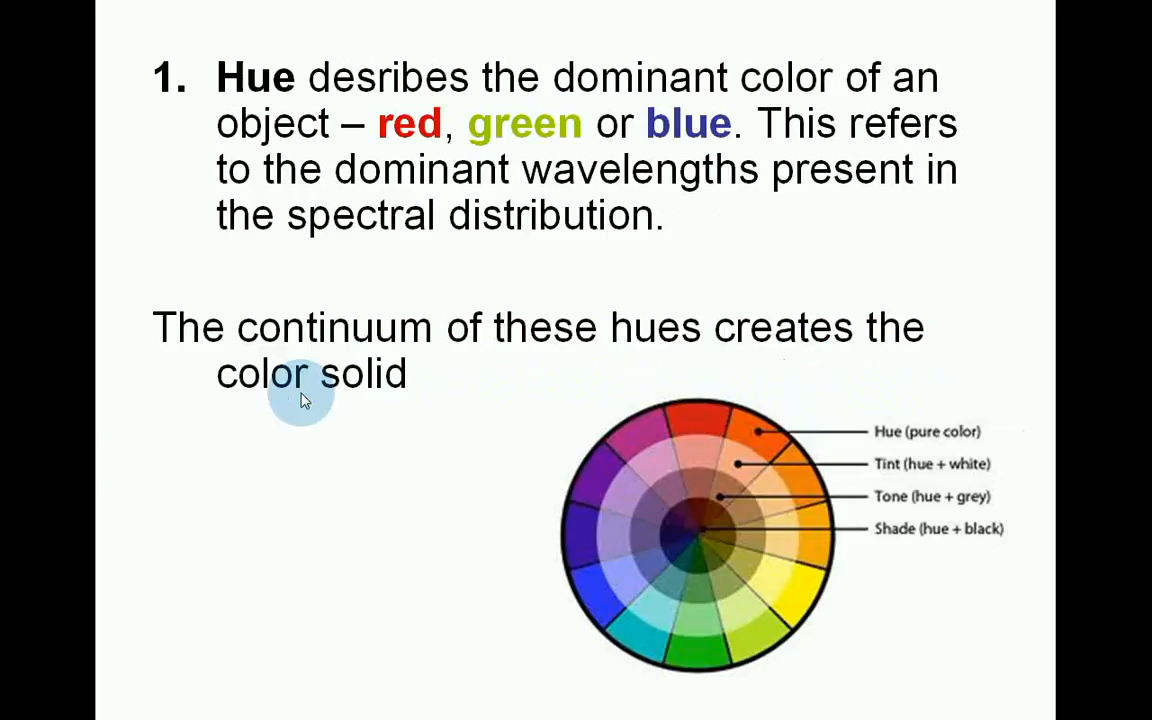 1. Hue desribes the dominant color of an
object – red, green or blue. This refers
to the dominant wavelengths present in
the spectral distribution.
The continuum of these hues creates the
color solid
Hue (pure color)
Tint (hue + white)
Tone (hue + grey)
Shade (hue + black)